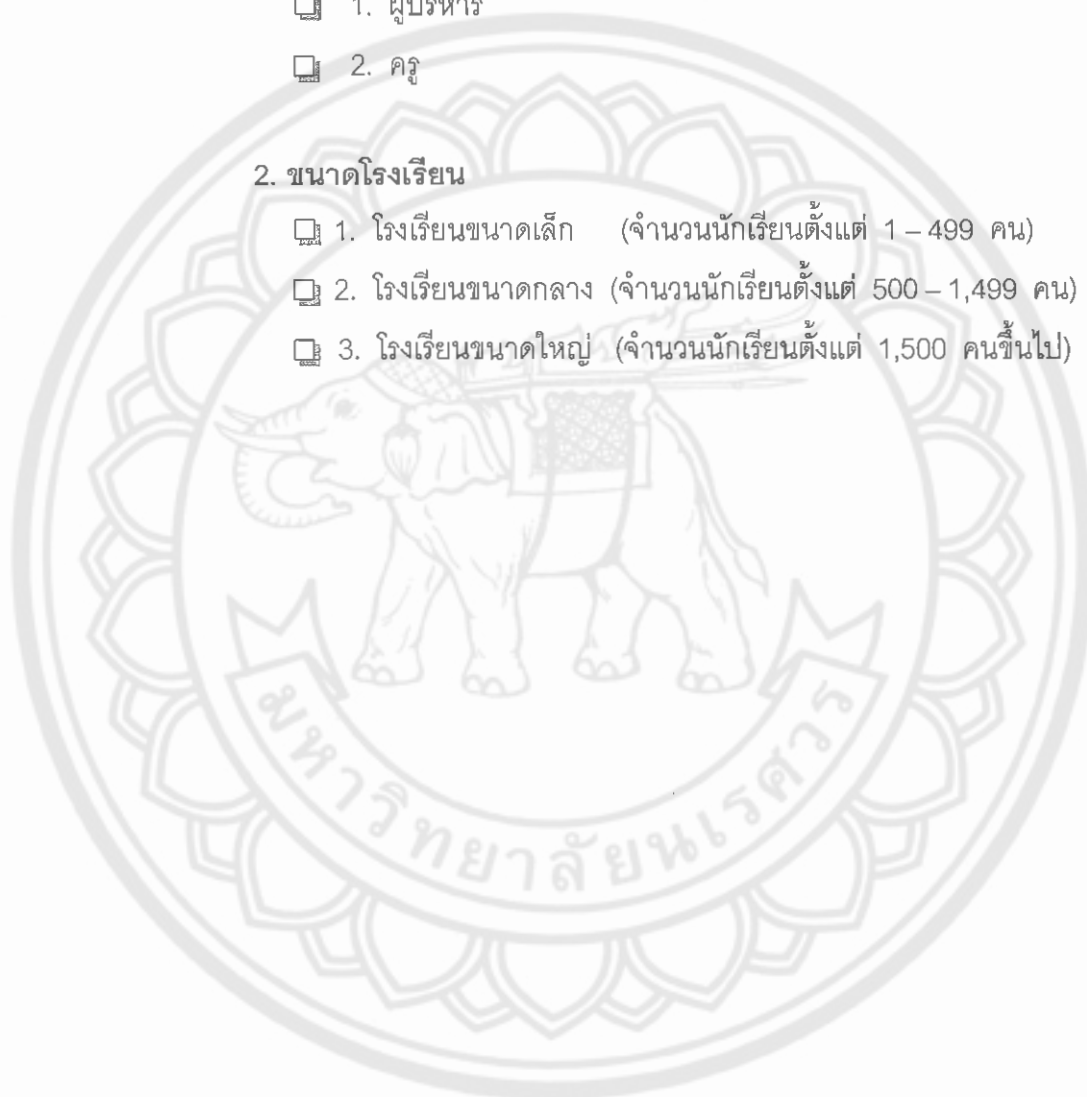 ❑ 1. ผู้บริหาร
❑ 2. ครู
2. ขนาดโรงเรียน
❑ 1. โรงเรียนขนาดเล็ก (จำนวนนักเรียนตั้งแต่ 1 – 499 คน)
❑ 2. โรงเรียนขนาดกลาง (จำนวนนักเรียนตั้งแต่ 500 – 1,499 คน)
❑ 3. โรงเรียนขนาดใหญ่ (จำนวนนักเรียนตั้งแต่ 1,500 คนขึ้นไป)
มหาวิทยาลัยนเรศวร